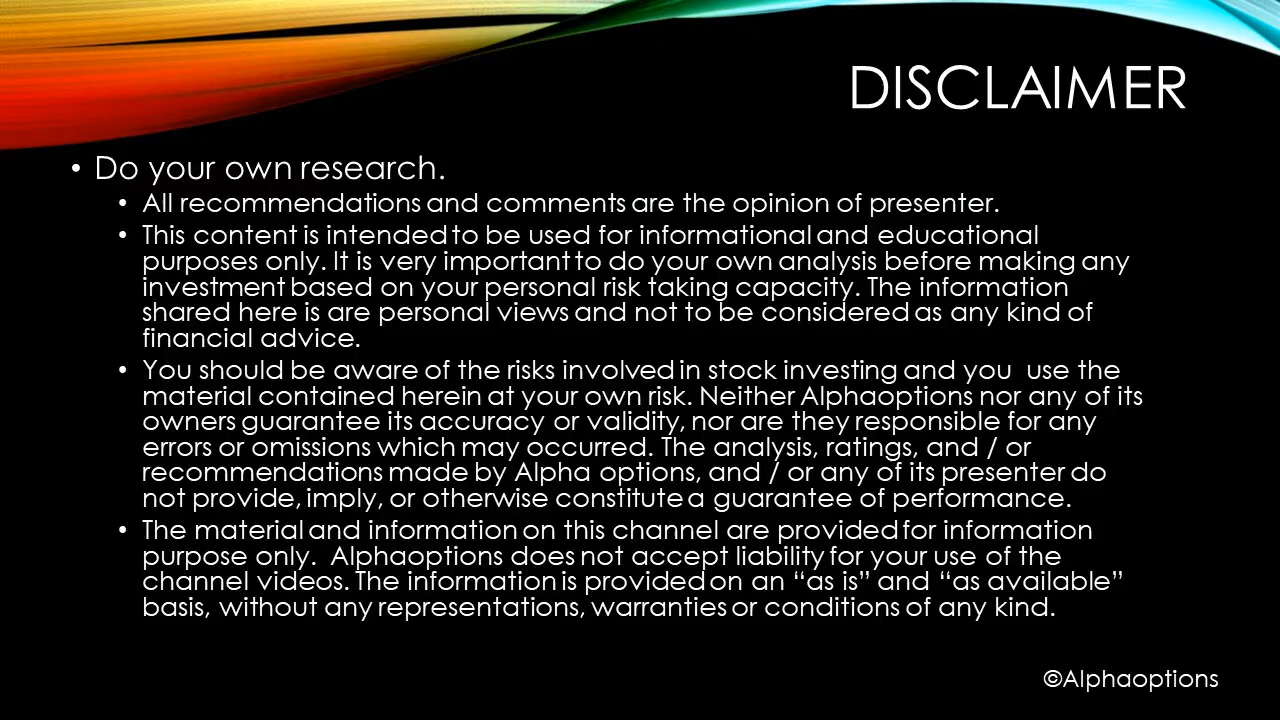 DISCLAIMER
• Do your own research.
• All recommendations and comments are the opinion of presenter.
• This content is intended to be used for informational and educational
purposes only. It is very important to do your own analysis before making any
investment based on your personal risk taking capacity. The information
shared here is are personal views and not to be considered as any kind of
financial advice.
• You should be aware of the risks involved in stock investing and you  use the
material contained herein at your own risk. Neither Alphaoptions nor any of its
owners guarantee its accuracy or validity, nor are they responsible for any
errors or omissions which may occurred. The analysis, ratings, and / or
recommendations made by Alpha options, and / or any of its presenter do
not provide, imply, or otherwise constitute a guarantee of performance.
• The material and information on this channel are provided for information
purpose only.  Alphaoptions does not accept liability for your use of the
channel videos. The information is provided on an “as is” and “as available”
basis, without any representations, warranties or conditions of any kind.
©Alphaoptions